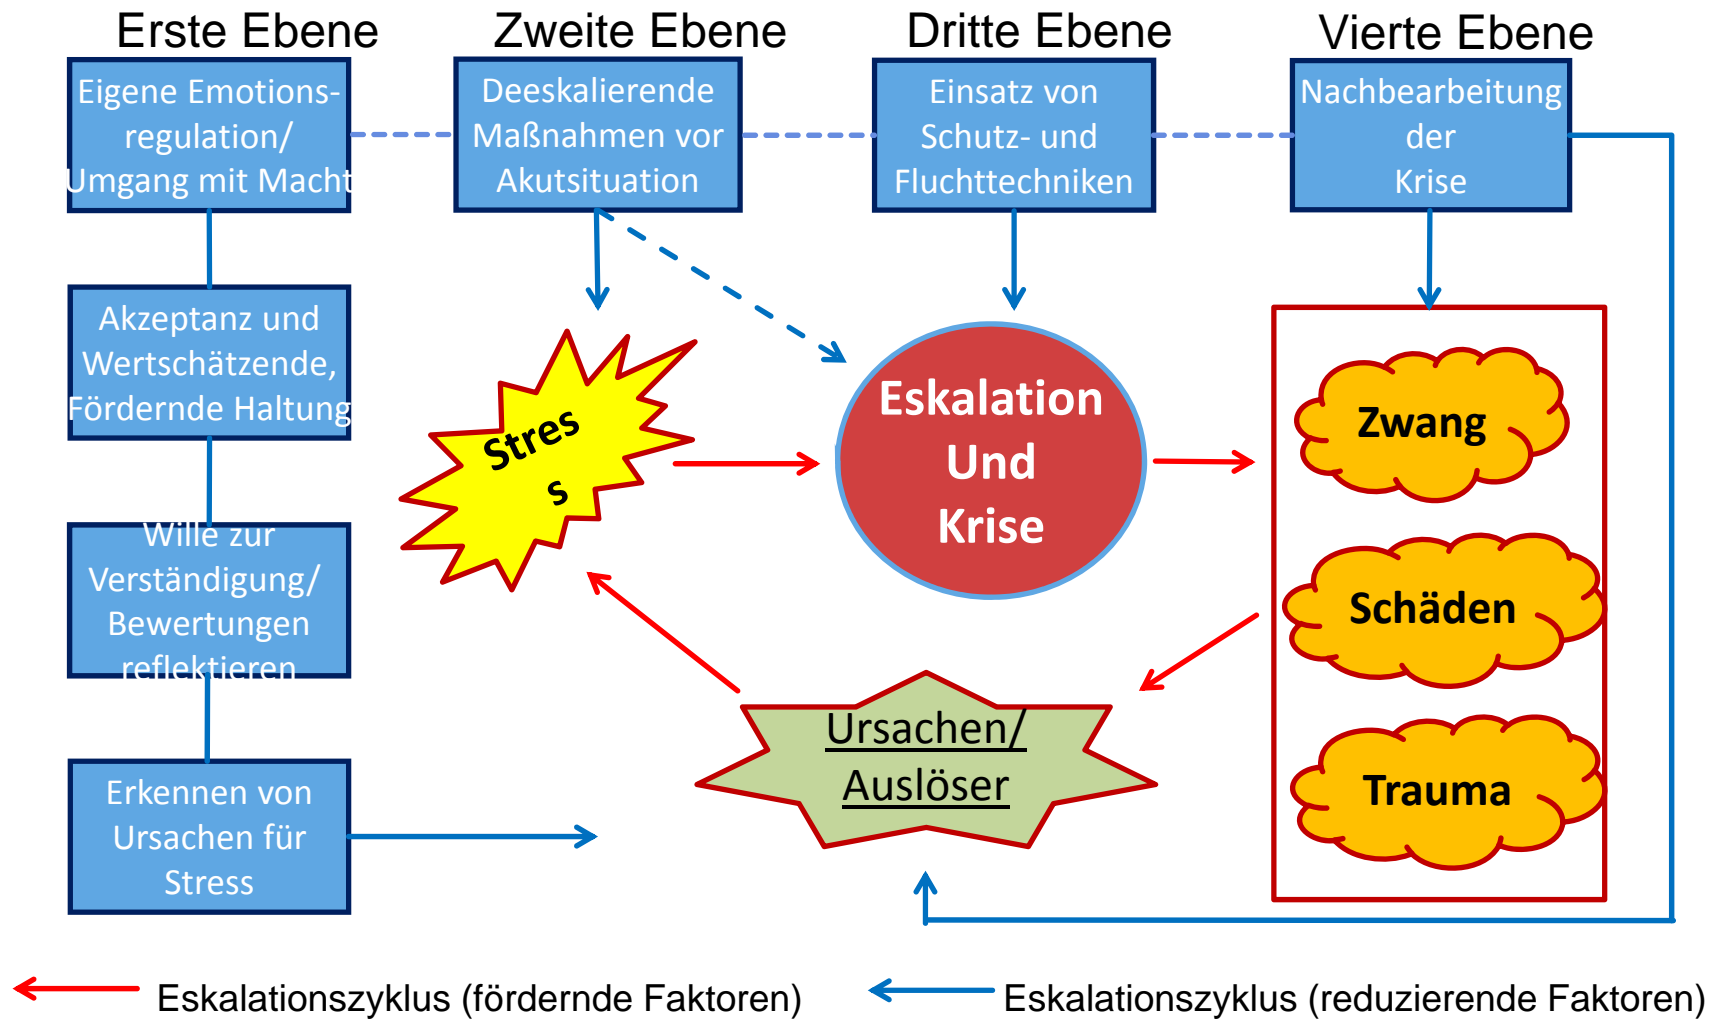 Erste Ebene
Zweite Ebene
Dritte Ebene
Vierte Ebene
Eigene Emotions-
regulation/
Umgang mit Macht
Deeskalierende
Maßnahmen vor
Akutsituation
Einsatz von
Schutz- und
Fluchttechniken
Nachbearbeitung
der
Krise
Akzeptanz und
Wertschätzende,
Fördernde Haltung
Wille zur
Verständigung/
Bewertungen
reflektieren
Erkennen von
Ursachen für
Stress
Stres
s
Eskalation
Und
Krise
Zwang
Schäden
Trauma
Ursachen/
Auslöser
Eskalationszyklus (fördernde Faktoren)
Eskalationszyklus (reduzierende Faktoren)